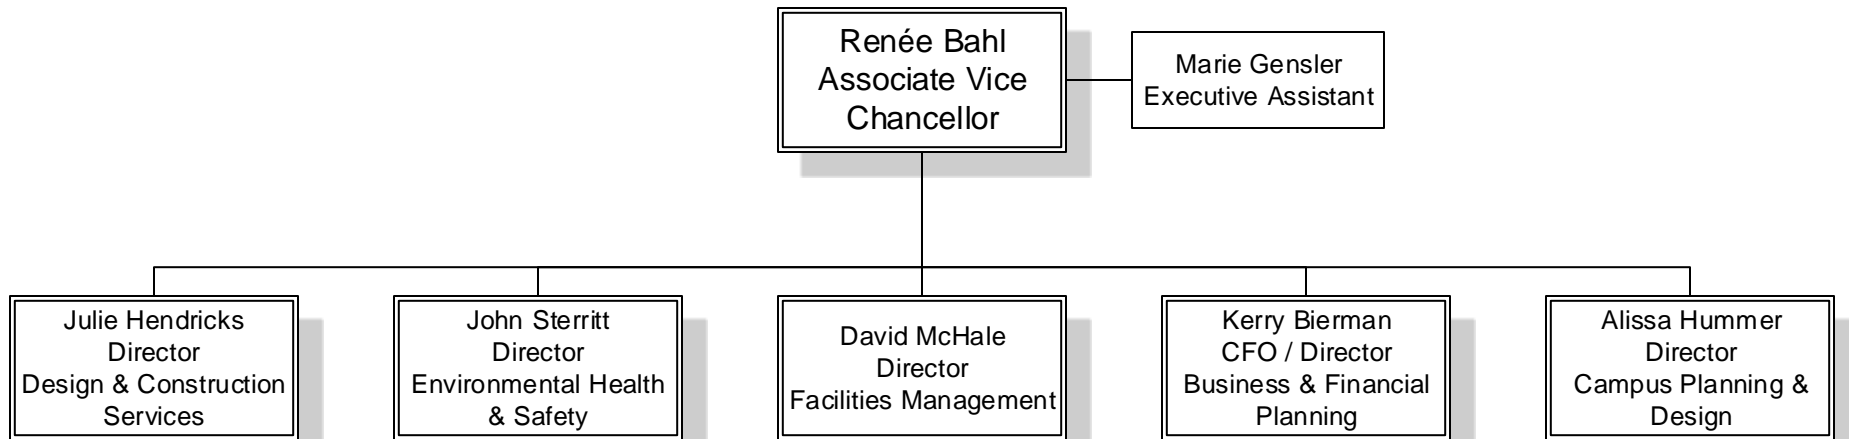 Renée Bahl
Associate Vice
Chancellor
Marie Gensler
Executive Assistant
Julie Hendricks
Director
Design & Construction
Services
John Sterritt
Director
Environmental Health
& Safety
David McHale
Director
Facilities Management
Kerry Bierman
CFO / Director
Business & Financial
Planning
Alissa Hummer
Director
Campus Planning &
Design